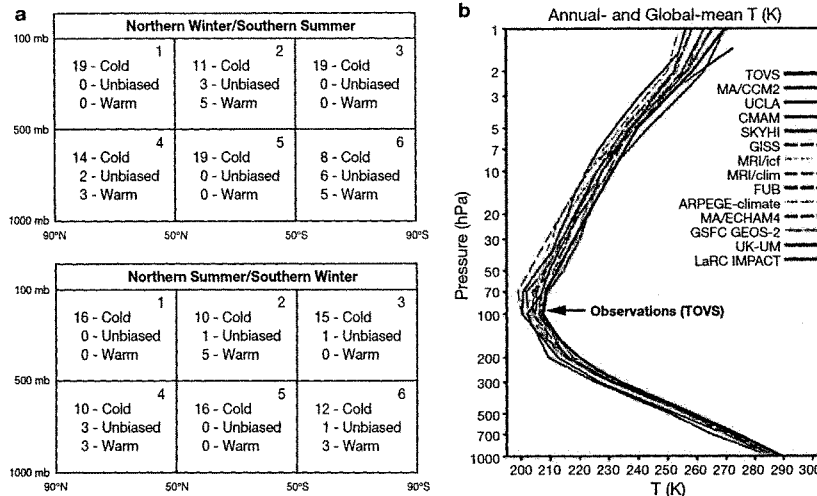 a
Northern Winter/Southern Summer
100 mb
1
19 - Cold
0 - Unbiased
0 - Warm
2
11 - Cold
3 - Unbiased
5 - Warm
3
19 - Cold
0 - Unbiased
0 - Warm
500 mb
4
14 - Cold
2 - Unbiased
3 - Warm
5
19 - Cold
0 - Unbiased
0 - Warm
6
8 - Cold
6 - Unbiased
5 - Warm
1000 mb
90°N 50°N 50°S 90°S
Northern Summer/Southern Winter
100 mb
1
16 - Cold
0 - Unbiased
0 - Warm
2
10 - Cold
1 - Unbiased
5 - Warm
3
15 - Cold
1 - Unbiased
0 - Warm
500 mb
4
10 - Cold
3 - Unbiased
3 - Warm
5
16 - Cold
0 - Unbiased
0 - Warm
6
12 - Cold
1 - Unbiased
3 - Warm
1000 mb
90°N 50°N 50°S 90°S
b
Annual- and Global-mean T (K)
Pressure (hPa)
1
2
3
5
7
10
20
30
50
70
100
200
300
500
700
1000
TOVS
MA/CCM2
UCLA
CMAM
SKYHI
GISS
MRI/icf
MRI/clim
FUB
ARPEGE-climate
MA/ECHAM4
GSFC GEOS-2
UK-UM
LaRC IMPACT
Observations (TOVS)
200 210 220 230 240 250 260 270 280 290 300
T (K)